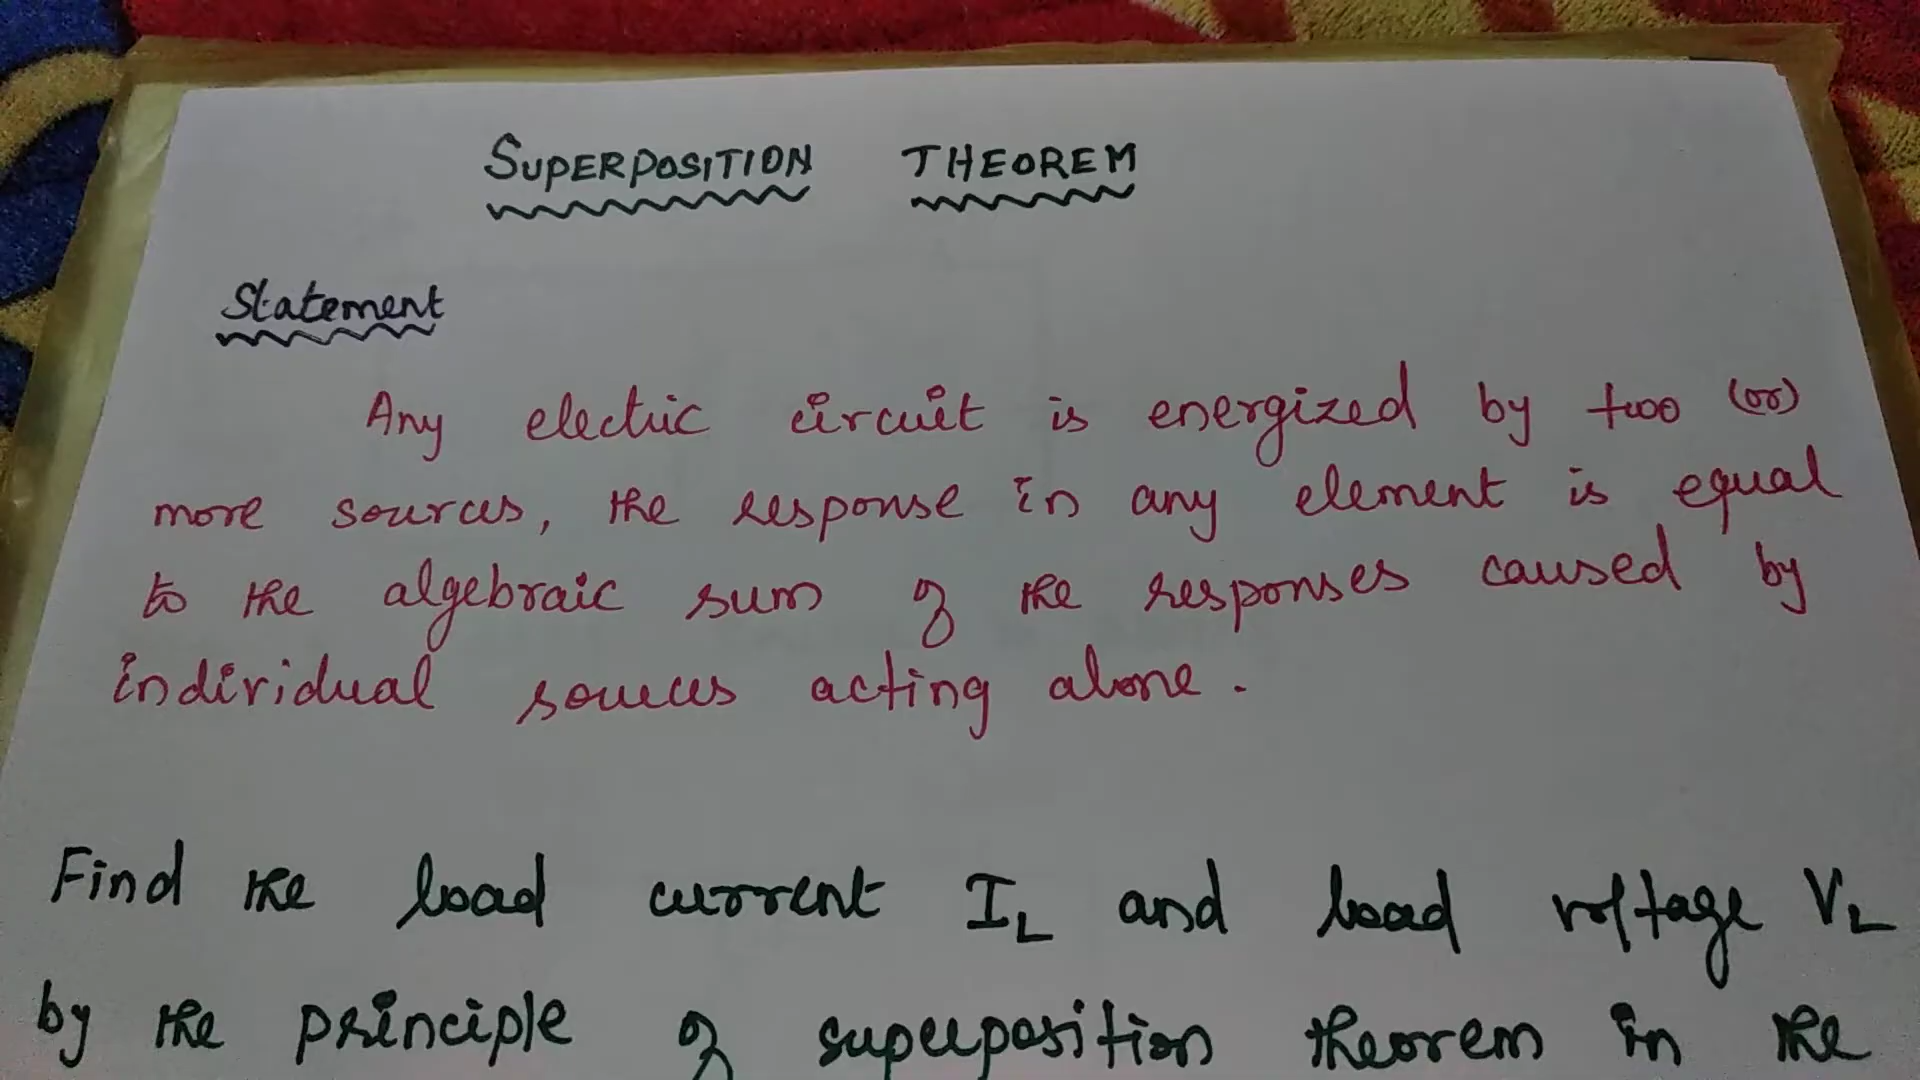 SUPERPOSITION THEOREM
Statement
Any electric circuit is energized by two (or)
more sources, the response in any element is equal
to the algebraic sum of the responses caused by
individual sources acting alone.
Find the load current IL and load voltage VL
by the principle of superposition theorem in the